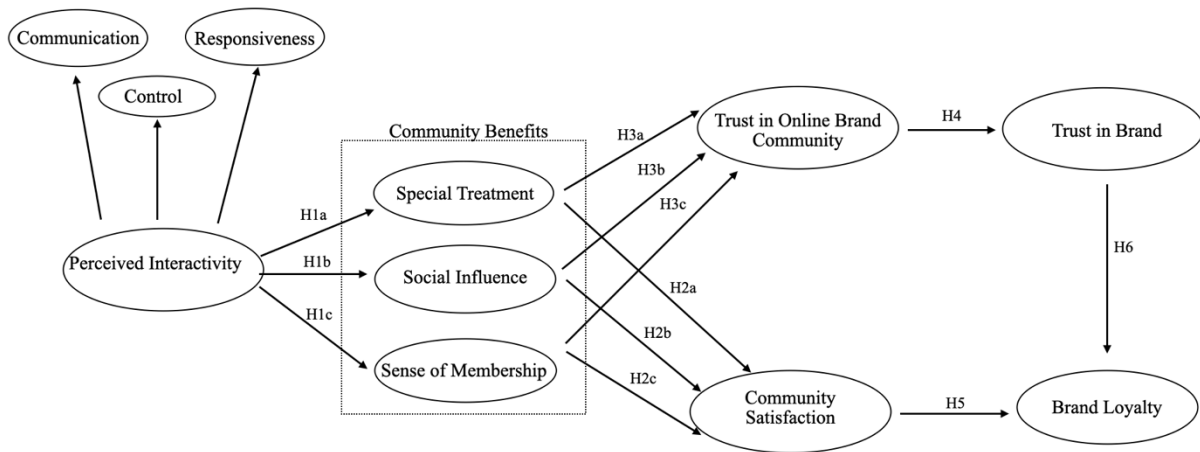 Communication
Responsiveness
Control
Community Benefits
Trust in Online Brand
Community
H4
Trust in Brand
H3a
H3b
H3c
Special Treatment
H1a
Perceived Interactivity
H1b
Social Influence
H1c
H2a
H2b
H2c
H6
Sense of Membership
Community
Satisfaction
H5
Brand Loyalty